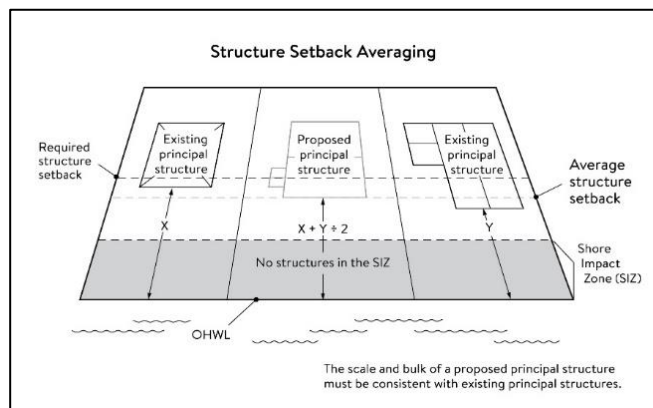 Structure Setback Averaging
Required
structure
setback
Existing
principal
structure
Proposed
principal
structure
Existing
principal
structure
Average
structure
setback
X
X + Y ÷ 2
Y
No structures in the SIZ
Shore
Impact
Zone (SIZ)
OHWL
The scale and bulk of a proposed principal structure
must be consistent with existing principal structures.